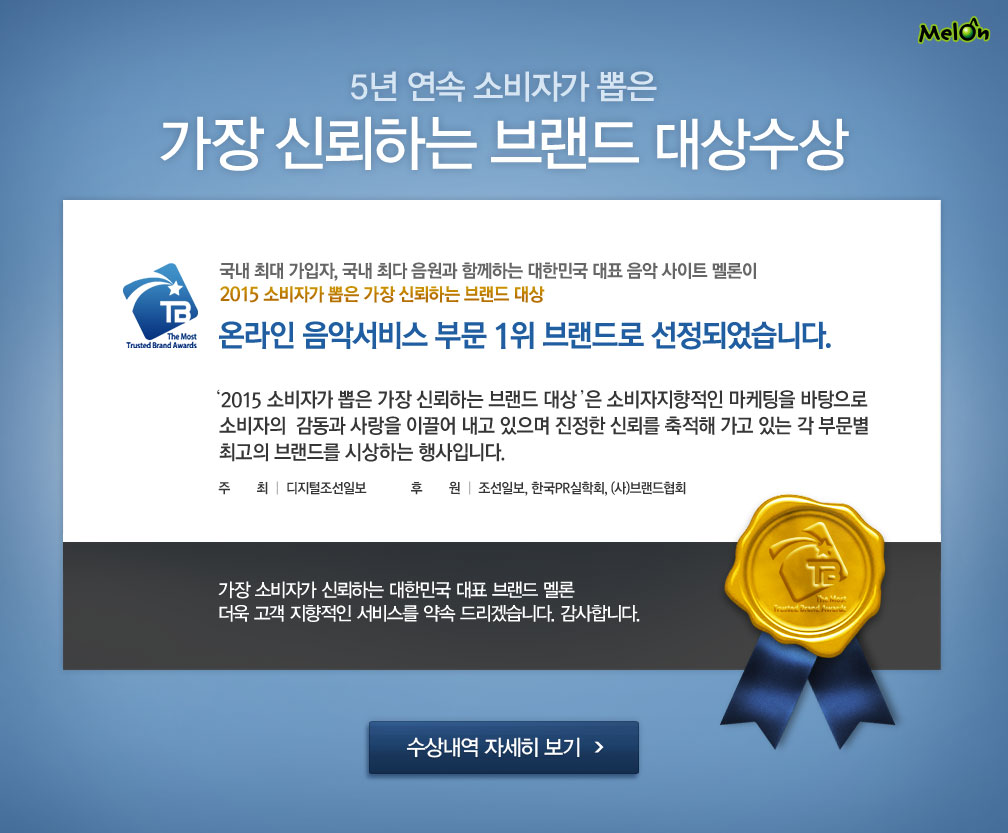 MelOn
5년 연속 소비자가 뽑은
가장 신뢰하는 브랜드 대상수상
국내 최대 가입자, 국내 최다 음원과 함께하는 대한민국 대표 음악 사이트 멜론이
2015 소비자가 뽑은 가장 신뢰하는 브랜드 대상
온라인 음악서비스 부문 1위 브랜드로 선정되었습니다.
TB
The Most
Trusted Brand Awards
‘2015 소비자가 뽑은 가장 신뢰하는 브랜드 대상’은 소비자지향적인 마케팅을 바탕으로
소비자의 감동과 사랑을 이끌어 내고 있으며 진정한 신뢰를 축적해 가고 있는 각 부문별
최고의 브랜드를 시상하는 행사입니다.
주 최 | 디지털조선일보 후 원 | 조선일보, 한국PR실학회, (사)브랜드협회
가장 소비자가 신뢰하는 대한민국 대표 브랜드 멜론
더욱 고객 지향적인 서비스를 약속 드리겠습니다. 감사합니다.
TB
The Most
Trusted Brand Awards
수상내역 자세히 보기 >